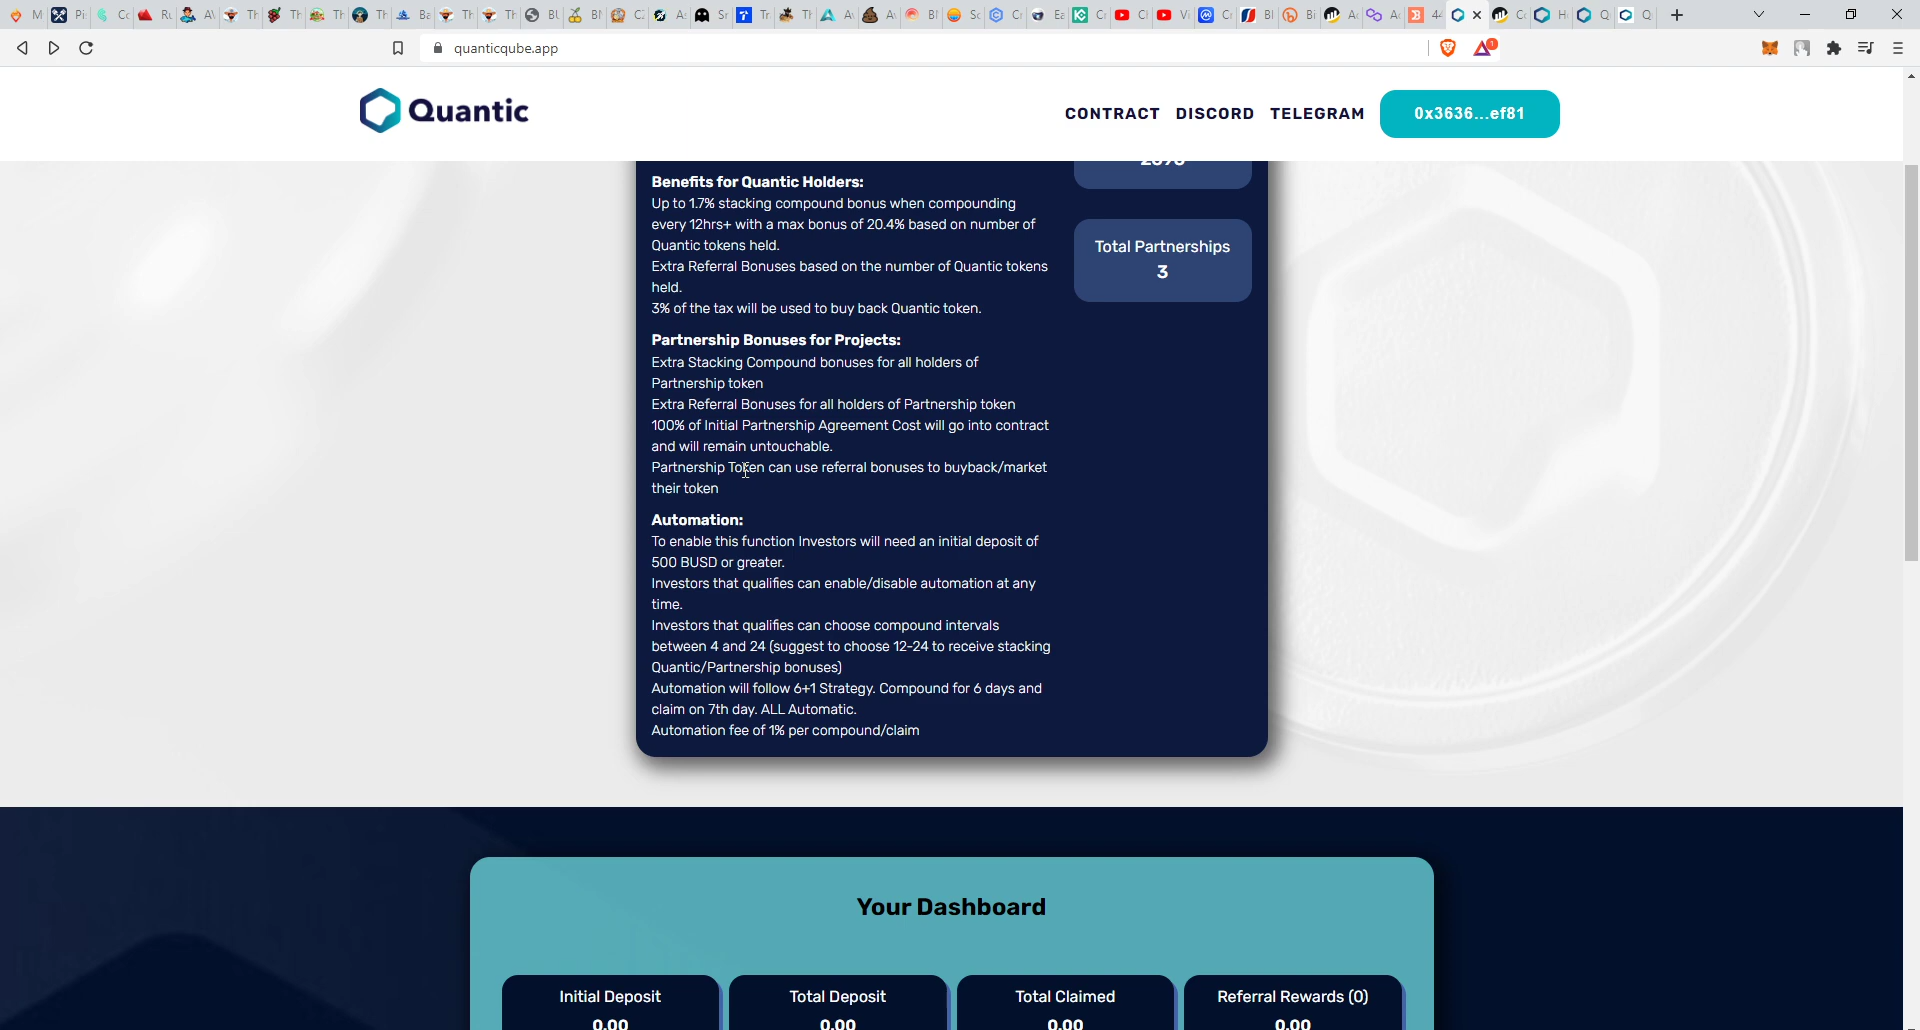 quanticqube.app
1
Quantic
CONTRACT DISCORD TELEGRAM 0x3636...ef81
Benefits for Quantic Holders:
Up to 1.7% stacking compound bonus when compounding
every 12hrs+ with a max bonus of 20.4% based on number of
Quantic tokens held.
Extra Referral Bonuses based on the number of Quantic tokens
held.
3% of the tax will be used to buy back Quantic token.
Total Partnerships
3
Partnership Bonuses for Projects:
Extra Stacking Compound bonuses for all holders of
Partnership token
Extra Referral Bonuses for all holders of Partnership token
100% of Initial Partnership Agreement Cost will go into contract
and will remain untouchable.
Partnership Token can use referral bonuses to buyback/market
their token
Automation:
To enable this function Investors will need an initial deposit of
500 BUSD or greater.
Investors that qualifies can enable/disable automation at any
time.
Investors that qualifies can choose compound intervals
between 4 and 24 (suggest to choose 12-24 to receive stacking
Quantic/Partnership bonuses)
Automation will follow 6+1 Strategy. Compound for 6 days and
claim on 7th day. ALL Automatic.
Automation fee of 1% per compound/claim
Your Dashboard
Initial Deposit
0.00
Total Deposit
0.00
Total Claimed
0.00
Referral Rewards (0)
0.00